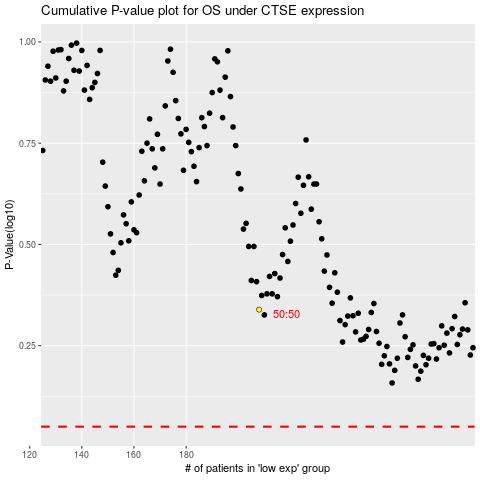 Cumulative P-value plot for OS under CTSE expression
P-Value(log10)
1.00
0.75
0.50
0.25
50:50
120 140 160 180
# of patients in 'low exp' group